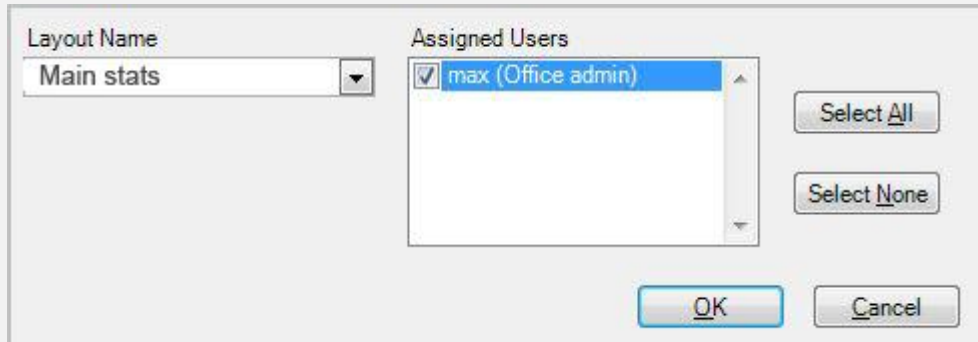 Layout Name
Main stats
Assigned Users
max (Office admin)
Select All
Select None
OK
Cancel